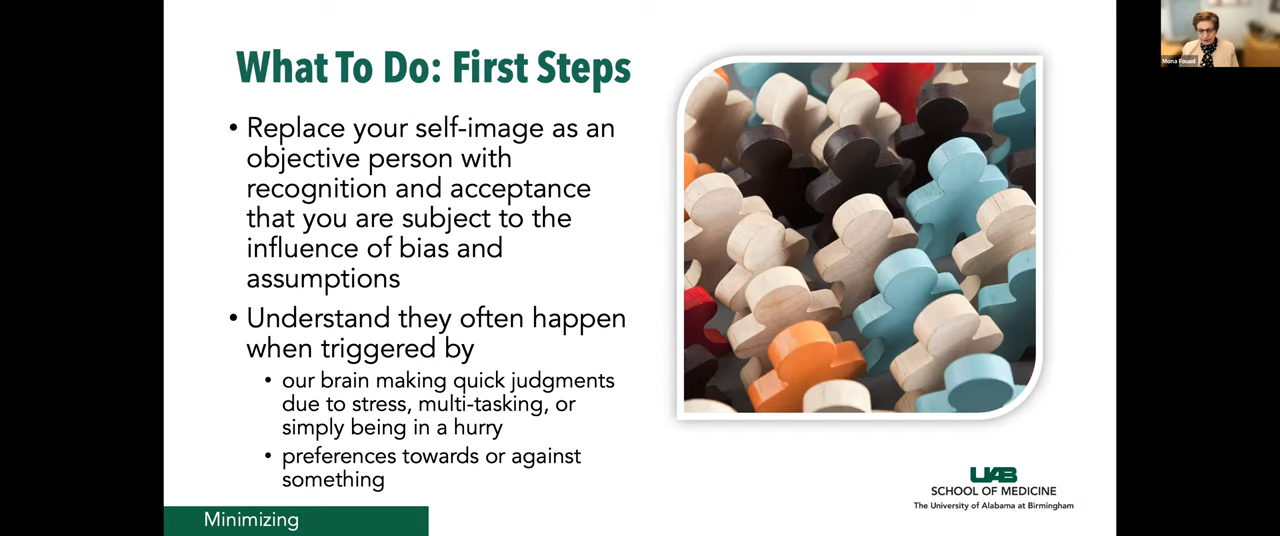 What To Do: First Steps
• Replace your self-image as an
objective person with
recognition and acceptance
that you are subject to the
influence of bias and
assumptions
• Understand they often happen
when triggered by
• our brain making quick judgments
due to stress, multi-tasking, or
simply being in a hurry
• preferences towards or against
something
Minimizing
UAB
SCHOOL OF MEDICINE
The University of Alabama at Birmingham
Mona Fouad